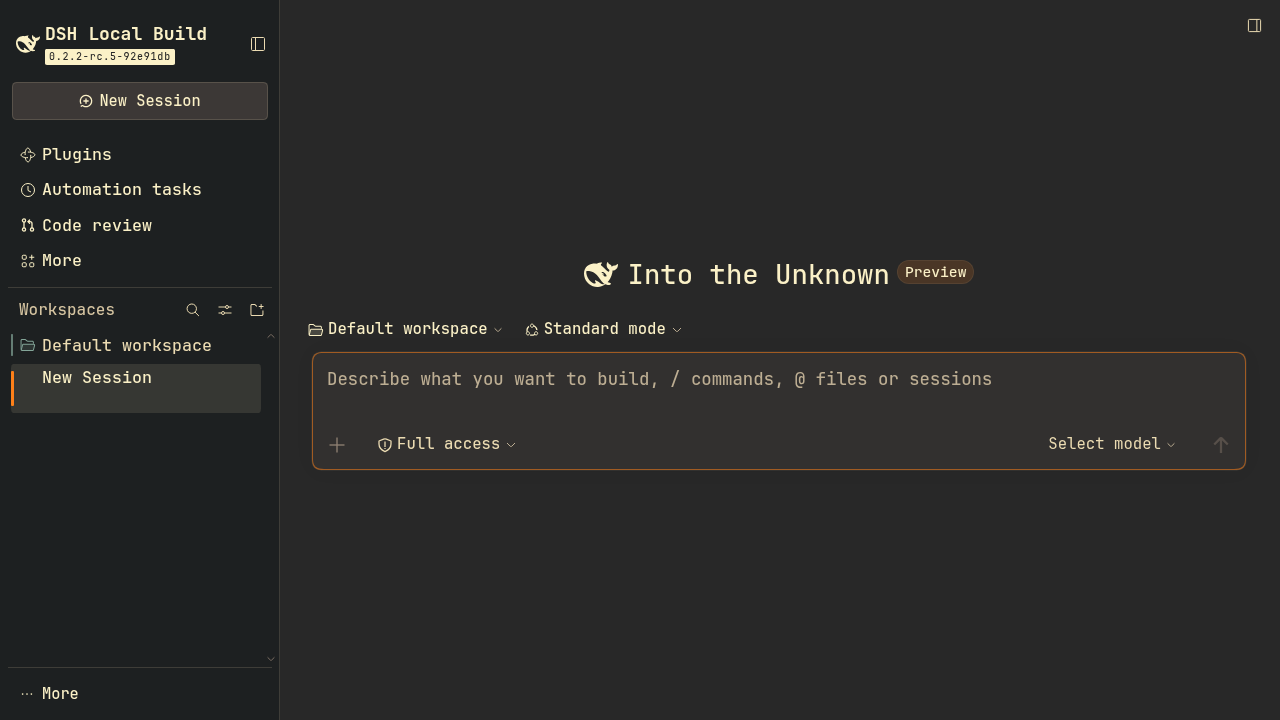 DSH Local Build
0.2.2-rc.5-92e91db
New Session
Plugins
Automation tasks
Code review
More
Workspaces
Default workspace
New Session
More
Into the Unknown Preview
Default workspace Standard mode
Describe what you want to build, / commands, @ files or sessions
Full access Select model